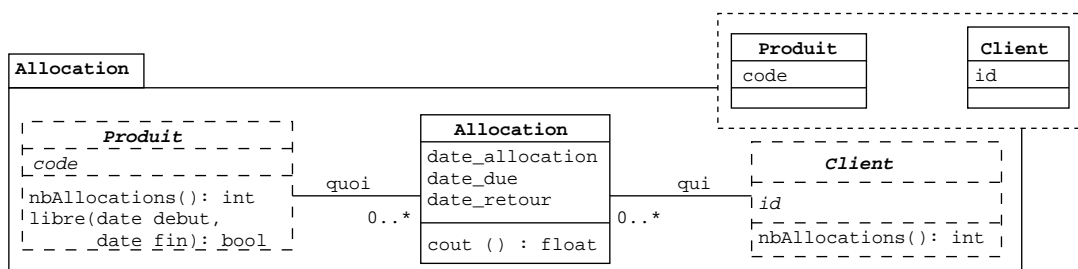 Produit
Client
code
id
Allocation
Produit
code
nbAllocations(): int
libre(date debut,
date fin): bool
quoi
0..*
Allocation
date_allocation
date_due
date_retour
cout () : float
qui
0..*
Client
id
nbAllocations(): int